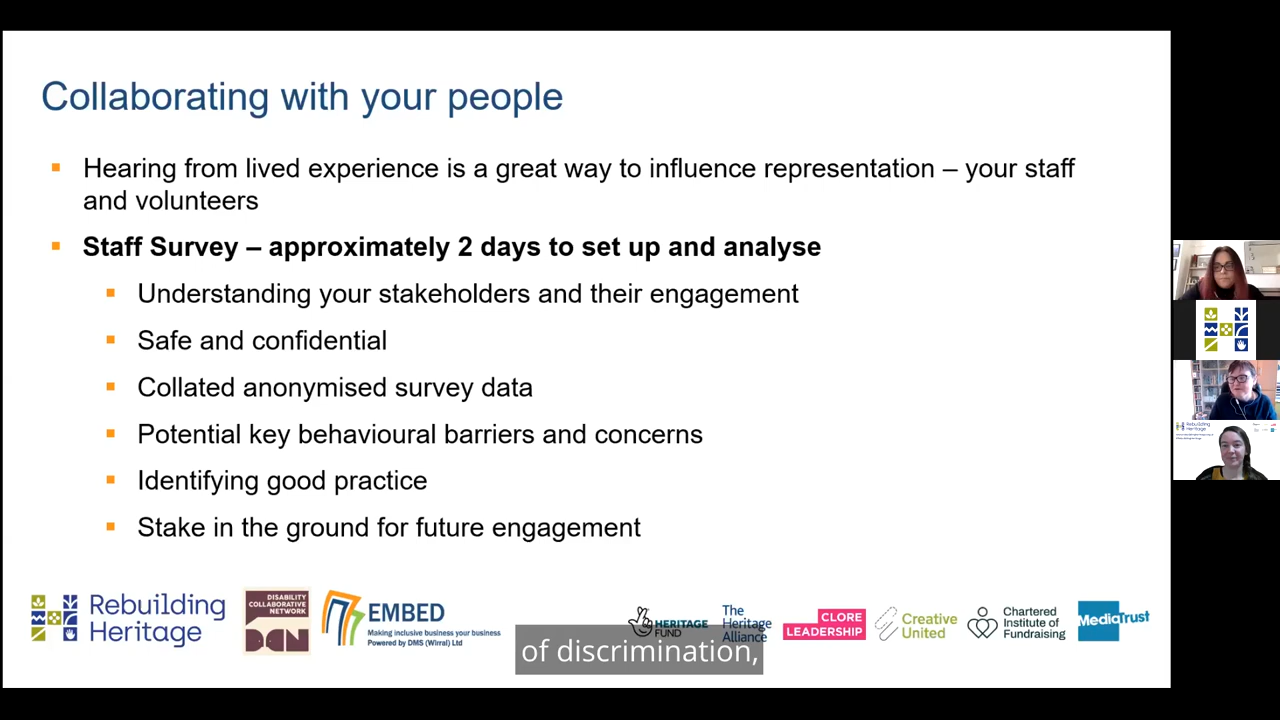 Collaborating with your people
Hearing from lived experience is a great way to influence representation – your staff
and volunteers
Staff Survey – approximately 2 days to set up and analyse
Understanding your stakeholders and their engagement
Safe and confidential
Collated anonymised survey data
Potential key behavioural barriers and concerns
Identifying good practice
Stake in the ground for future engagement
Rebuilding
Heritage
DISABILITY
COLLABORATIVE
NETWORK
DCN
EMBED
Making inclusive business your business
Powered by DMS (Wirral) Ltd
HERITAGE
FUND
The
Heritage
Alliance
CLORE
LEADERSHIP
Creative
United
Chartered
Institute of
Fundraising
MediaTrust
of discrimination,
Rebuilding
Heritage